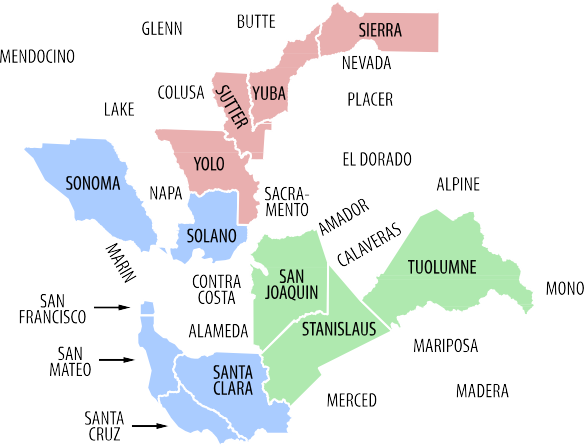 BUTTE
GLENN
SIERRA
MENDOCINO
NEVADA
COLUSA
SUTTER
YUBA
PLACER
LAKE
YOLO
EL DORADO
SONOMA
NAPA
SACRA-
MENTO
ALPINE
SOLANO
AMADOR
CALAVERAS
MARIN
TUOLUMNE
CONTRA
COSTA
SAN
JOAQUIN
MONO
SAN
FRANCISCO
ALAMEDA
STANISLAUS
MARIPOSA
SAN
MATEO
SANTA
CLARA
MADERA
MERCED
SANTA
CRUZ